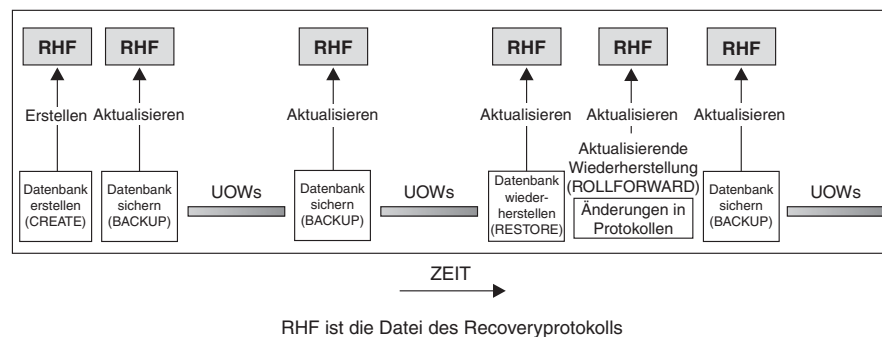 RHF RHF RHF RHF RHF RHF
Erstellen Aktualisieren Aktualisieren Aktualisieren Aktualisieren Aktualisieren
Datenbank
erstellen
(CREATE)
Datenbank
sichern
(BACKUP)
UOWs
Datenbank
sichern
(BACKUP)
UOWs
Datenbank
wieder-
herstellen
(RESTORE)
Aktualisierende
Wiederherstellung
(ROLLFORWARD)
Änderungen in
Protokollen
Datenbank
sichern
(BACKUP)
UOWs
ZEIT
RHF ist die Datei des Recoveryprotokolls